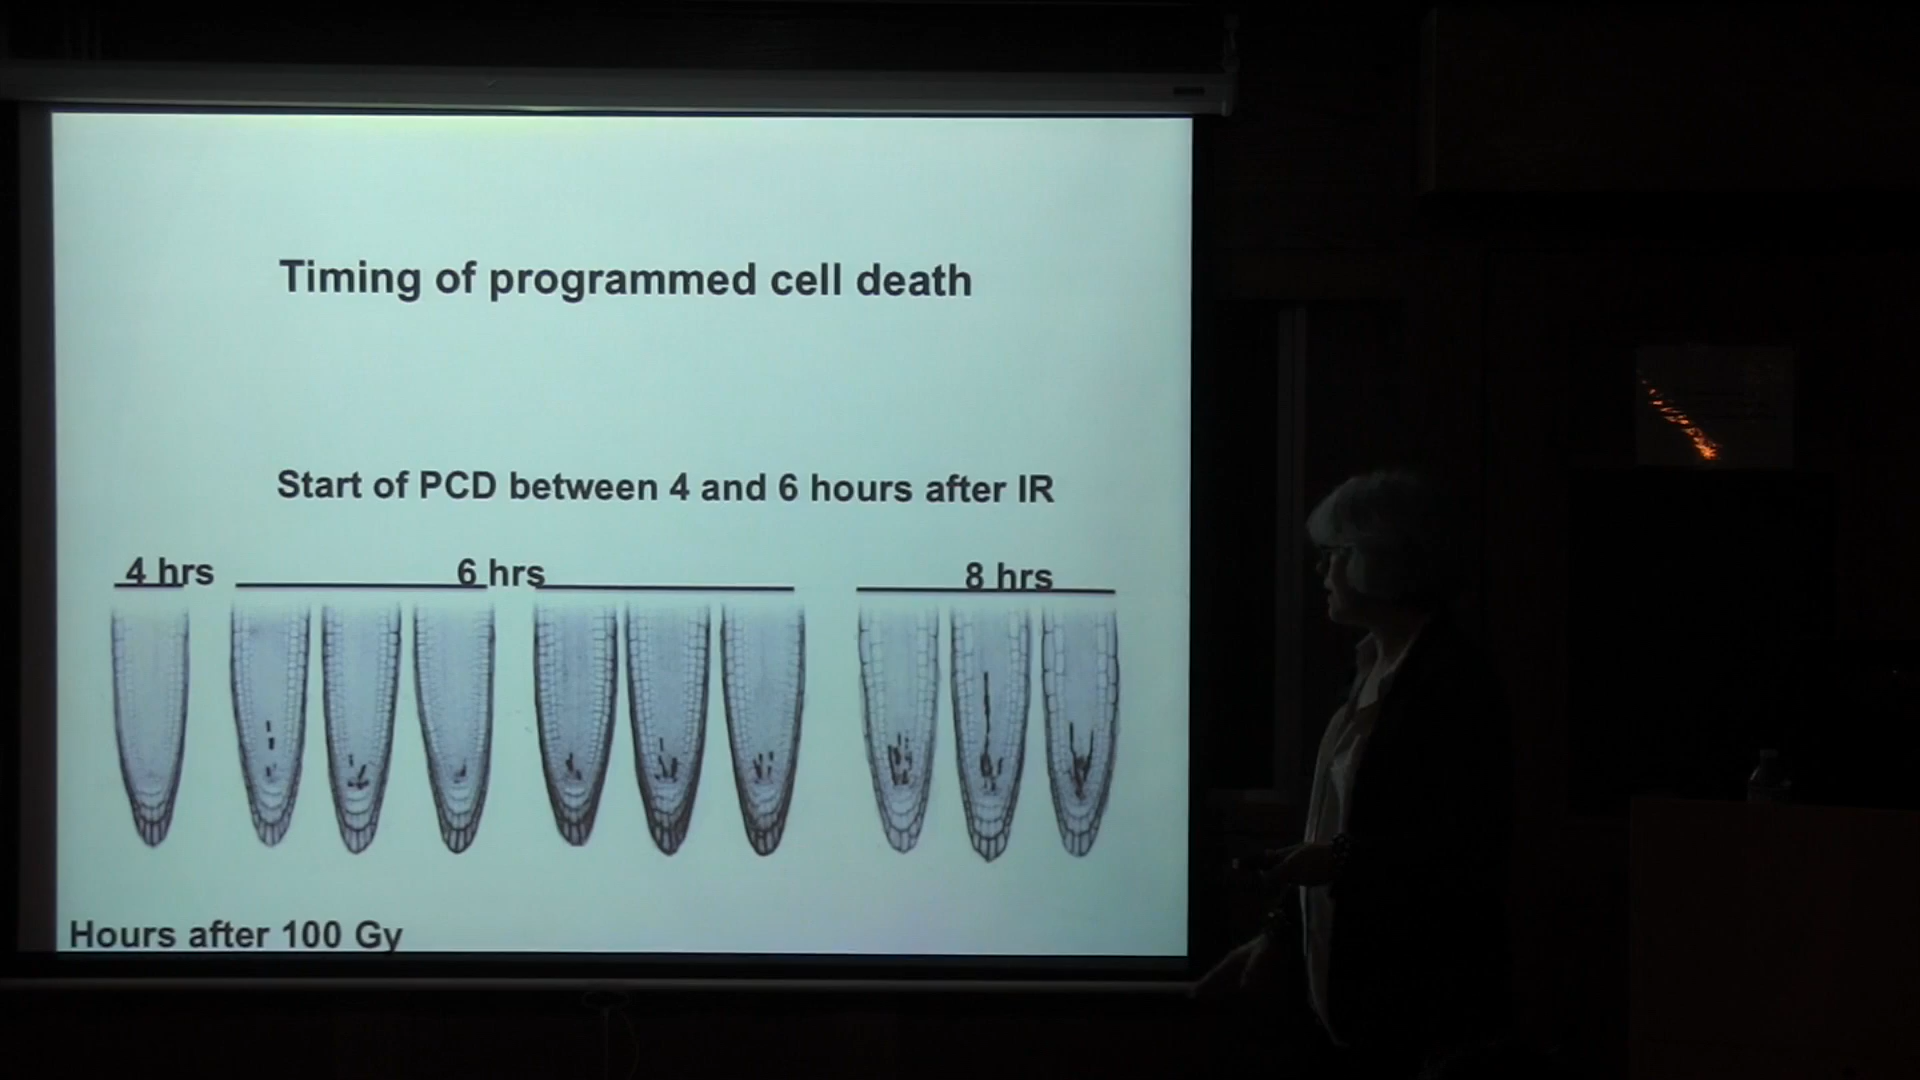 Timing of programmed cell death
Start of PCD between 4 and 6 hours after IR
4 hrs 6 hrs 8 hrs
Hours after 100 Gy